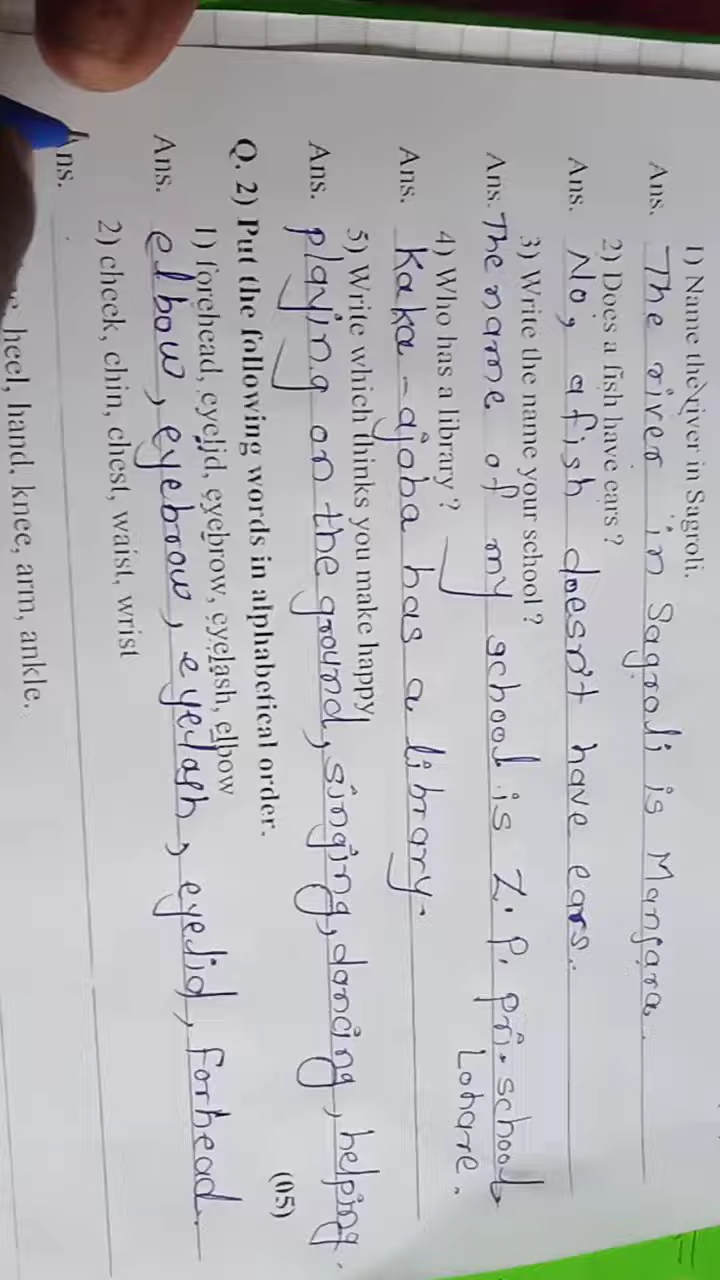 1) Name the river in Sagroli.
Ans. The river in Sagroli is Manjara.
2) Does a fish have ears ?
Ans. No, a fish doesn't have ears.
3) Write the name your school ?
Ans. The name of my school is Z.P. pri. school,
Lohare.
4) Who has a library ?
Ans. Kaka-ajoba has a library.
5) Write which thinks you make happy
Ans. playing on the ground, singing, dancing, helping.
Q. 2) Put the following words in alphabetical order. (05)
1) forehead, eyelid, eyebrow, eyelash, elbow
Ans. elbow, eyebrow, eyelash, eyelid, forhead.
2) cheek, chin, chest, waist, wrist
Ans.
heel, hand, knee, arm, ankle.